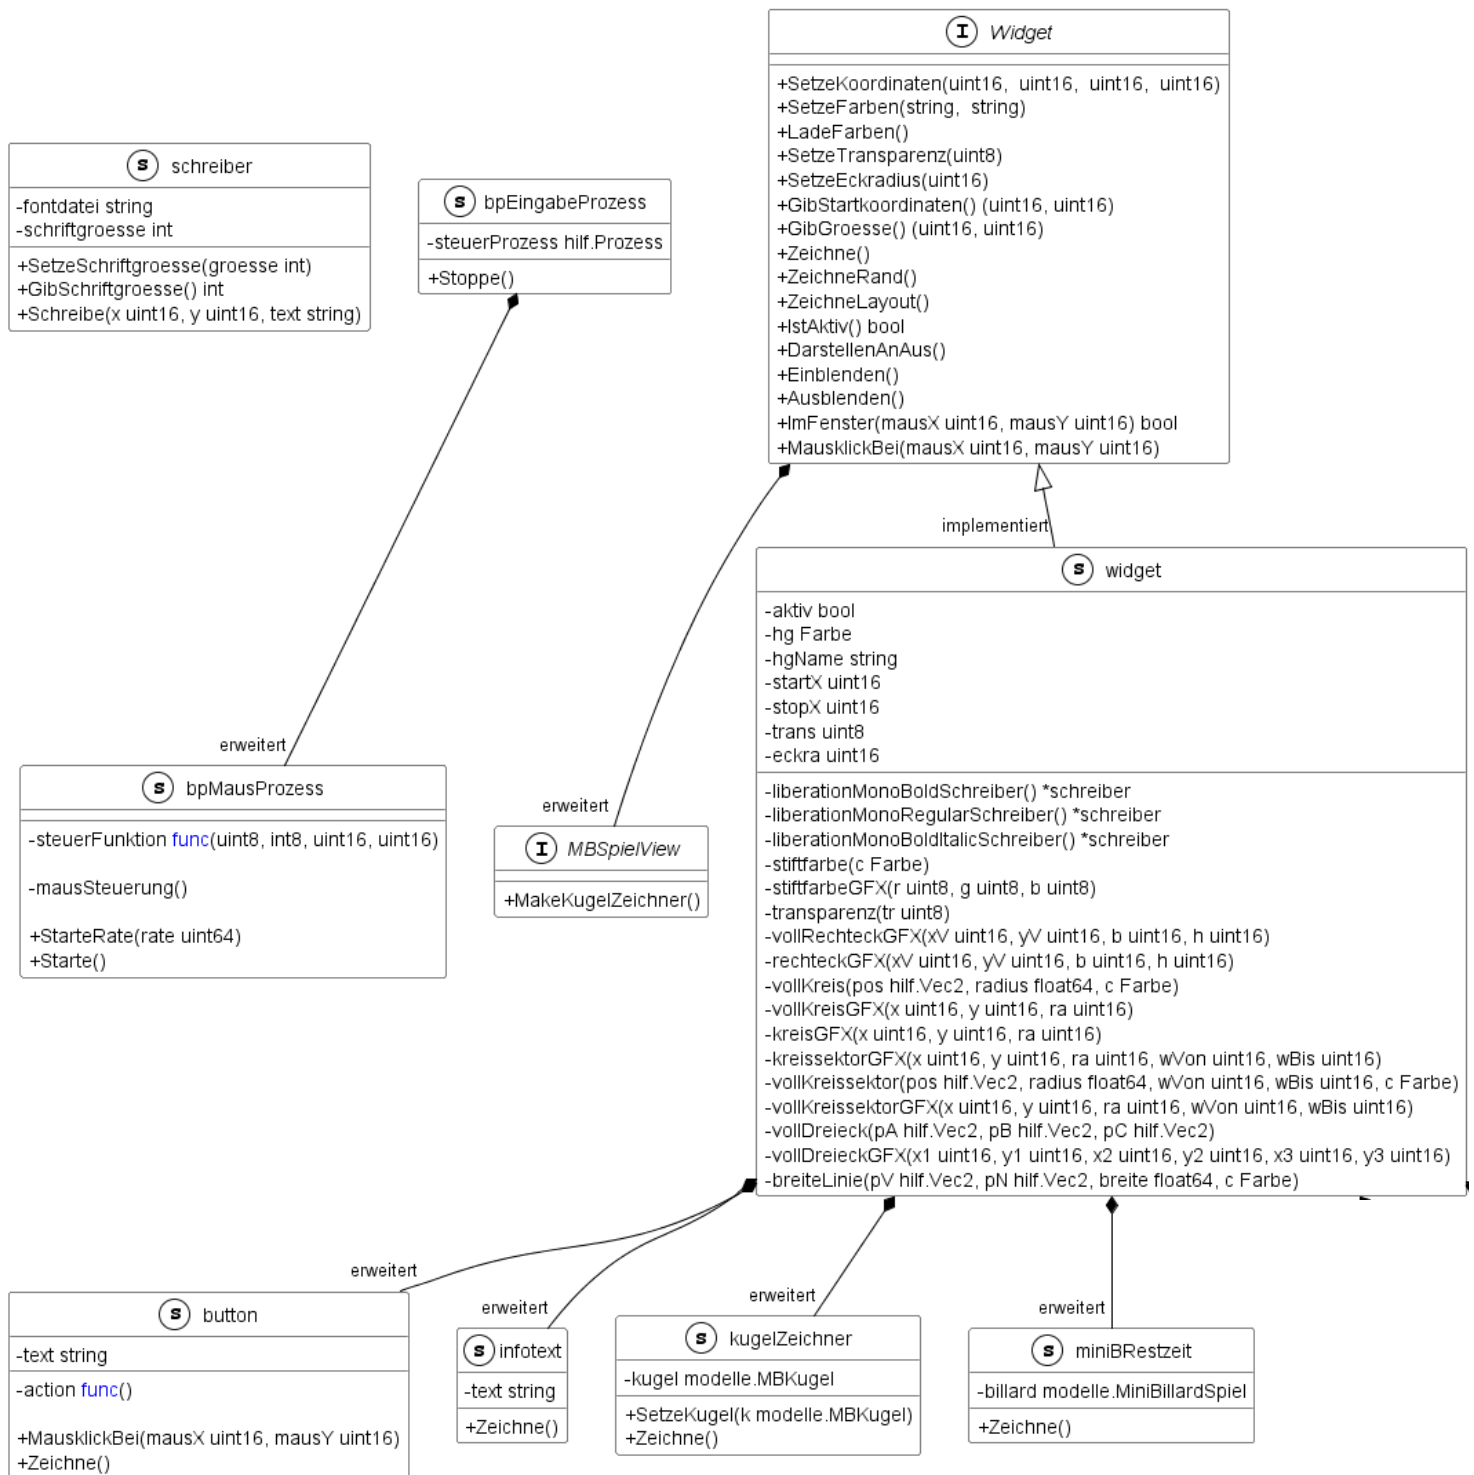 I Widget
+SetzeKoordinaten(uint16, uint16, uint16, uint16)
+SetzeFarben(string, string)
+LadeFarben()
+SetzeTransparenz(uint8)
+SetzeEckradius(uint16)
+GibStartkoordinaten() (uint16, uint16)
+GibGroesse() (uint16, uint16)
+Zeichne()
+ZeichneRand()
+ZeichneLayout()
+IstAktiv() bool
+DarstellenAnAus()
+Einblenden()
+Ausblenden()
+ImFenster(mausX uint16, mausY uint16) bool
+MausklickBei(mausX uint16, mausY uint16)
S schreiber
-fontdatei string
-schriftgroesse int
+SetzeSchriftgroesse(groesse int)
+GibSchriftgroesse() int
+Schreibe(x uint16, y uint16, text string)
S bpEingabeProzess
-steuerProzess hilf.Prozess
+Stoppe()
implementiert
S widget
-aktiv bool
-hg Farbe
-hgName string
-startX uint16
-stopX uint16
-trans uint8
-eckra uint16
-liberationMonoBoldSchreiber() *schreiber
-liberationMonoRegularSchreiber() *schreiber
-liberationMonoBoldItalicSchreiber() *schreiber
-stiftfarbe(c Farbe)
-stiftfarbeGFX(r uint8, g uint8, b uint8)
-transparenz(tr uint8)
-vollRechteckGFX(xV uint16, yV uint16, b uint16, h uint16)
-rechteckGFX(xV uint16, yV uint16, b uint16, h uint16)
-vollKreis(pos hilf.Vec2, radius float64, c Farbe)
-vollKreisGFX(x uint16, y uint16, ra uint16)
-kreisGFX(x uint16, y uint16, ra uint16)
-kreissektorGFX(x uint16, y uint16, ra uint16, wVon uint16, wBis uint16)
-vollKreissektor(pos hilf.Vec2, radius float64, wVon uint16, wBis uint16, c Farbe)
-vollKreissektorGFX(x uint16, y uint16, ra uint16, wVon uint16, wBis uint16)
-vollDreieck(pA hilf.Vec2, pB hilf.Vec2, pC hilf.Vec2)
-vollDreieckGFX(x1 uint16, y1 uint16, x2 uint16, y2 uint16, x3 uint16, y3 uint16)
-breiteLinie(pV hilf.Vec2, pN hilf.Vec2, breite float64, c Farbe)
erweitert
S bpMausProzess
-steuerFunktion func(uint8, int8, uint16, uint16)
-mausSteuerung()
+StarteRate(rate uint64)
+Starte()
erweitert
I MBSpielView
+MakeKugelZeichner()
erweitert
S button
-text string
-action func()
+MausklickBei(mausX uint16, mausY uint16)
+Zeichne()
erweitert
S infotext
-text string
+Zeichne()
erweitert
S kugelZeichner
-kugel modelle.MBKugel
+SetzeKugel(k modelle.MBKugel)
+Zeichne()
erweitert
S miniBRestzeit
-billard modelle.MiniBillardSpiel
+Zeichne()